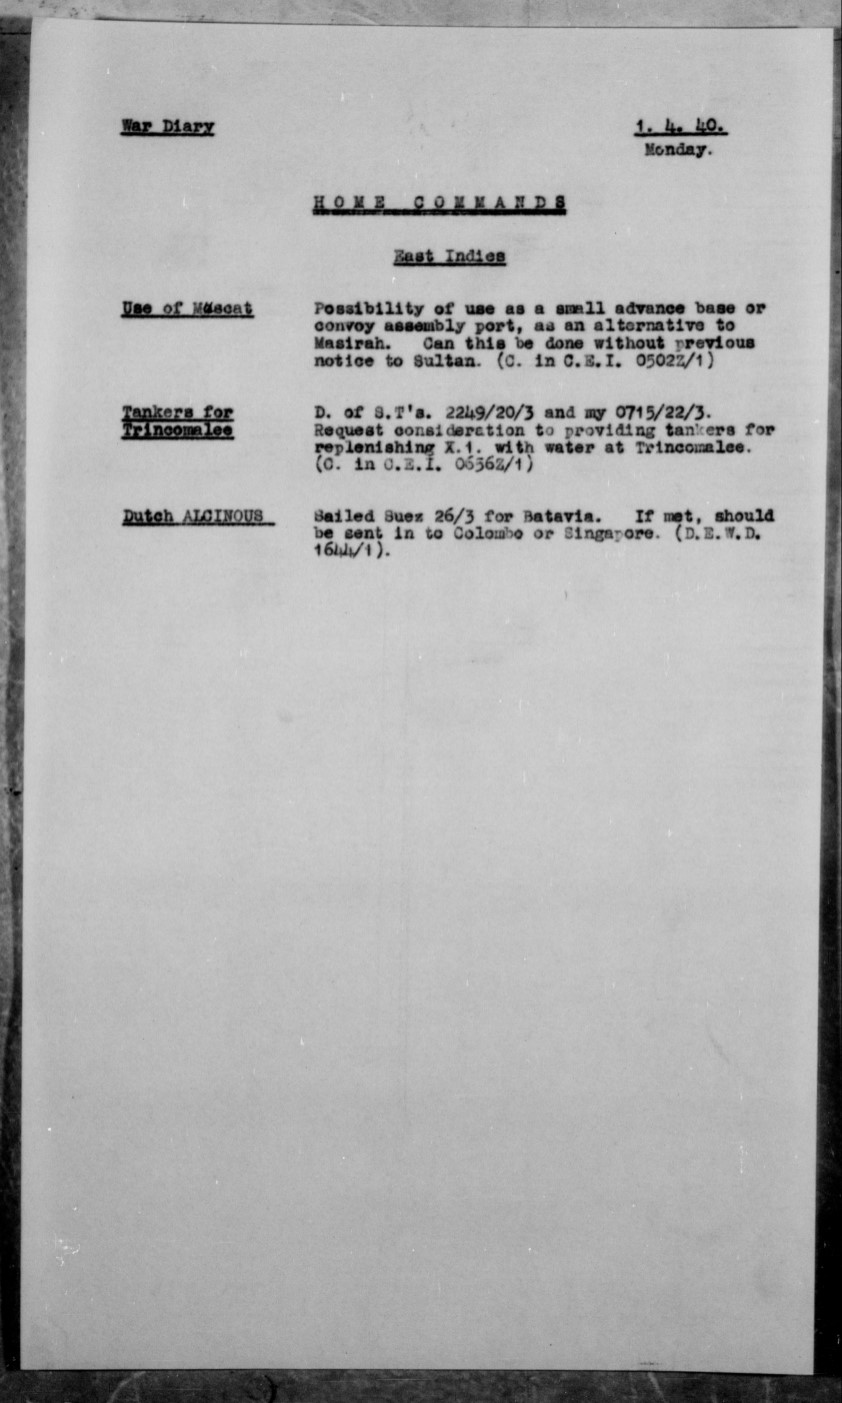 War Diary
1. 4. 40.
Monday.
HOME COMMANDS
East Indies
Use of Muscat
Possibility of use as a small advance base or
convoy assembly port, as an alternative to
Masirah. Can this be done without previous
notice to Sultan. (C. in C.E.I. 0502Z/1)
Tankers for
Trincomalee
D. of S.T's. 2249/20/3 and my 0715/22/3.
Request consideration to providing tankers for
replenishing X.1. with water at Trincomalee.
(C. in C.E.I. 0636Z/1)
Dutch ALCINOUS
Sailed Suez 26/3 for Batavia. If met, should
be sent in to Colombo or Singapore. (D.E.W.D.
1644/1).